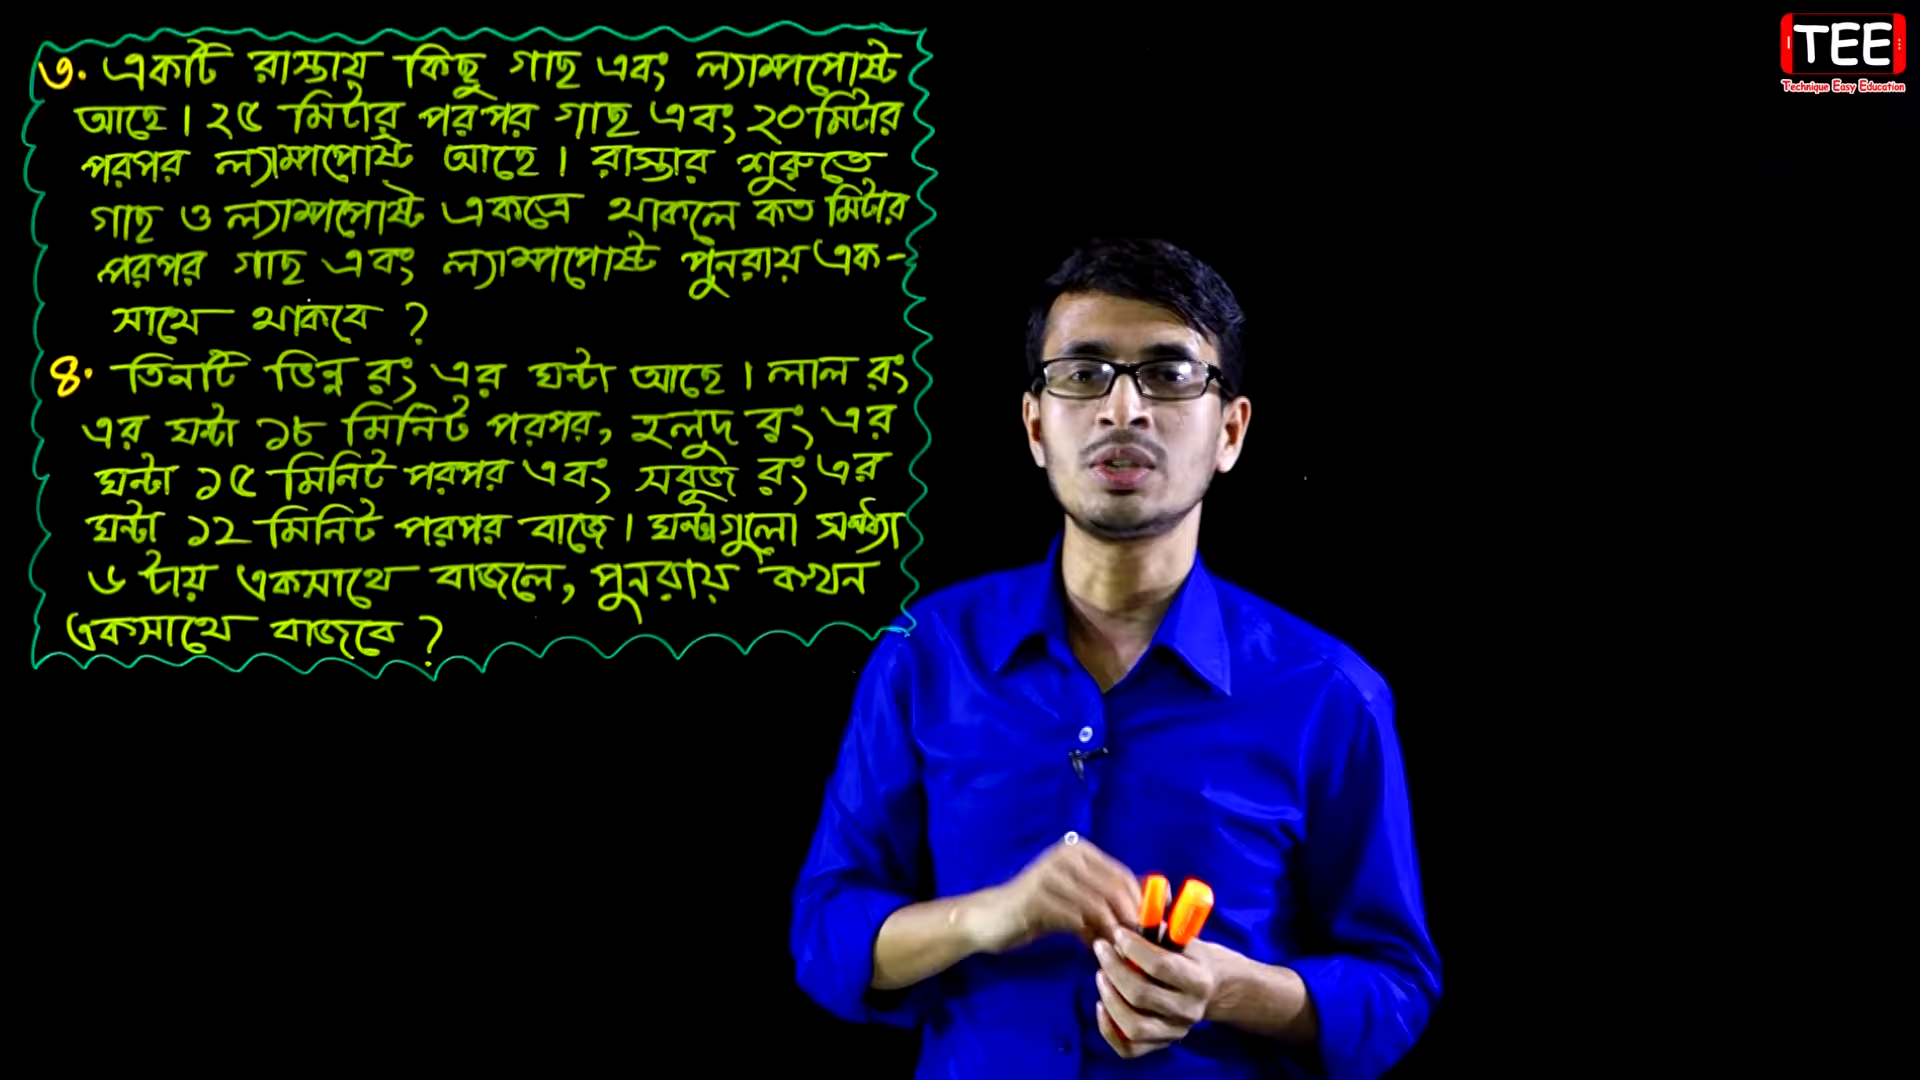 ৩. একটি রাস্তায় কিছু গাছ এবং ল্যাম্পপোষ্ট
আছে। ২৫ মিটার পরপর গাছ এবং ২০ মিটার
পরপর ল্যাম্পপোষ্ট আছে। রাস্তার শুরুতে
গাছ ও ল্যাম্পপোষ্ট একত্রে থাকলে কত মিটার
পরপর গাছ এবং ল্যাম্পপোষ্ট পুনরায় এক-
সাথে থাকবে ?
৪. তিনটি ভিন্ন রং এর ঘন্টা আছে। লাল রং
এর ঘন্টা ১৮ মিনিট পরপর, হলুদ রং এর
ঘন্টা ১৫ মিনিট পরপর এবং সবুজ রং এর
ঘন্টা ১২ মিনিট পরপর বাজে। ঘন্টাগুলো সন্ধ্যা
৬ টায় একসাথে বাজলে, পুনরায় কখন
একসাথে বাজবে ?
TEE
Technique Easy Education